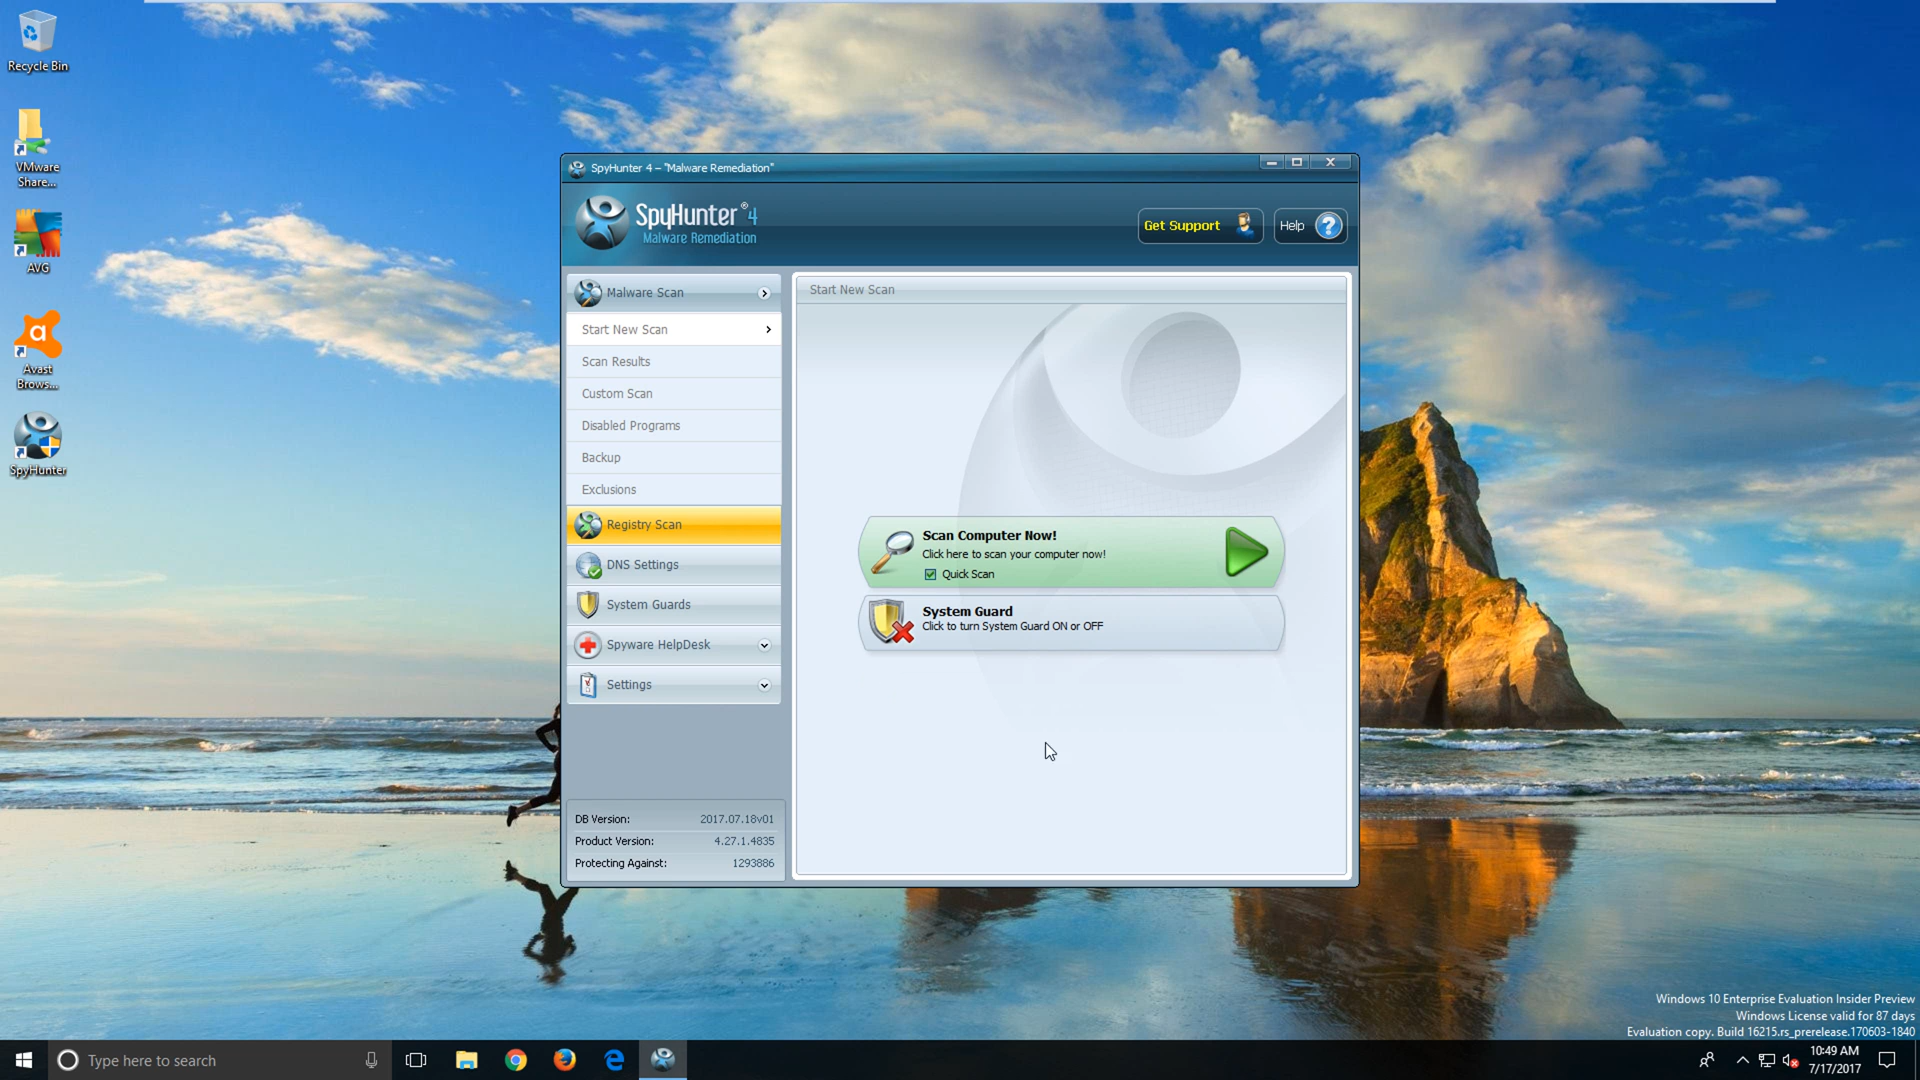 Recycle Bin
VMware
Share...
AVG
Avast
Brows...
SpyHunter
SpyHunter 4 – "Malware Remediation"
SpyHunter®4
Malware Remediation
Get Support
Help
?
Malware Scan
Start New Scan
Scan Results
Custom Scan
Disabled Programs
Backup
Exclusions
Registry Scan
DNS Settings
System Guards
Spyware HelpDesk
Settings
DB Version: 2017.07.18v01
Product Version: 4.27.1.4835
Protecting Against: 1293886
Start New Scan
Scan Computer Now!
Click here to scan your computer now!
Quick Scan
System Guard
Click to turn System Guard ON or OFF
Windows 10 Enterprise Evaluation Insider Preview
Windows License valid for 87 days
Evaluation copy. Build 16215.rs_prerelease.170603-1840
Type here to search
10:49 AM
7/17/2017